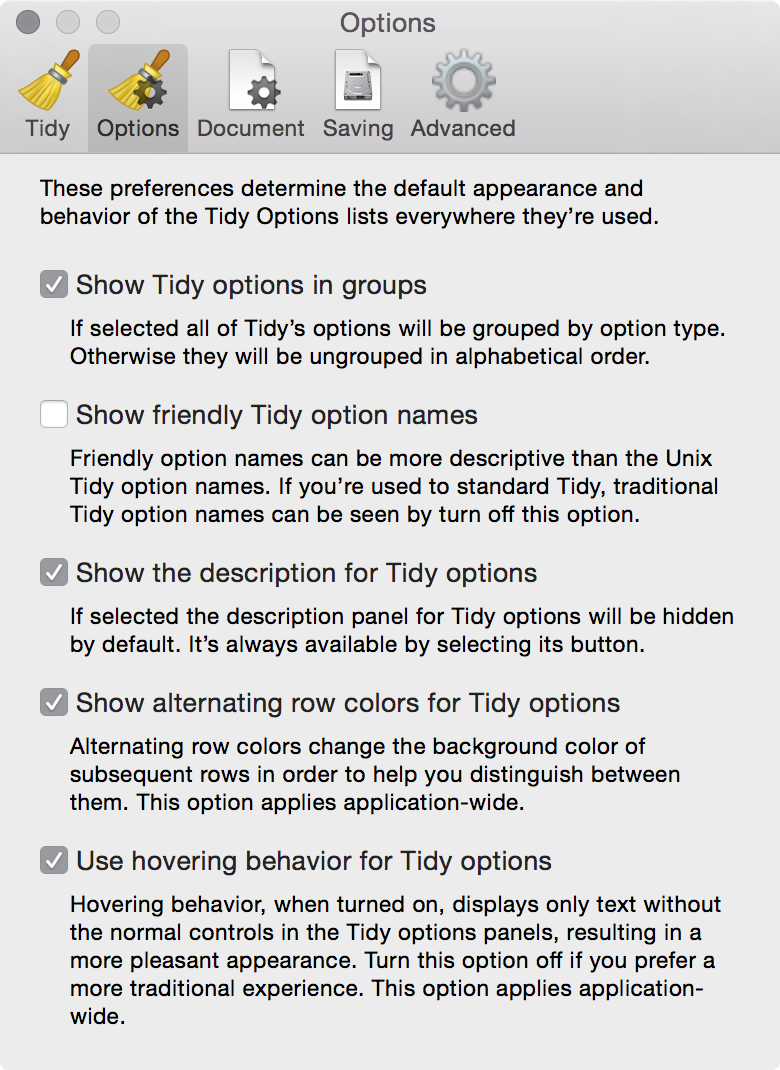 Options
Tidy
Options
Document
Saving
Advanced
These preferences determine the default appearance and
behavior of the Tidy Options lists everywhere they’re used.
Show Tidy options in groups
If selected all of Tidy’s options will be grouped by option type.
Otherwise they will be ungrouped in alphabetical order.
Show friendly Tidy option names
Friendly option names can be more descriptive than the Unix
Tidy option names. If you’re used to standard Tidy, traditional
Tidy option names can be seen by turn off this option.
Show the description for Tidy options
If selected the description panel for Tidy options will be hidden
by default. It’s always available by selecting its button.
Show alternating row colors for Tidy options
Alternating row colors change the background color of
subsequent rows in order to help you distinguish between
them. This option applies application-wide.
Use hovering behavior for Tidy options
Hovering behavior, when turned on, displays only text without
the normal controls in the Tidy options panels, resulting in a
more pleasant appearance. Turn this option off if you prefer a
more traditional experience. This option applies application-
wide.